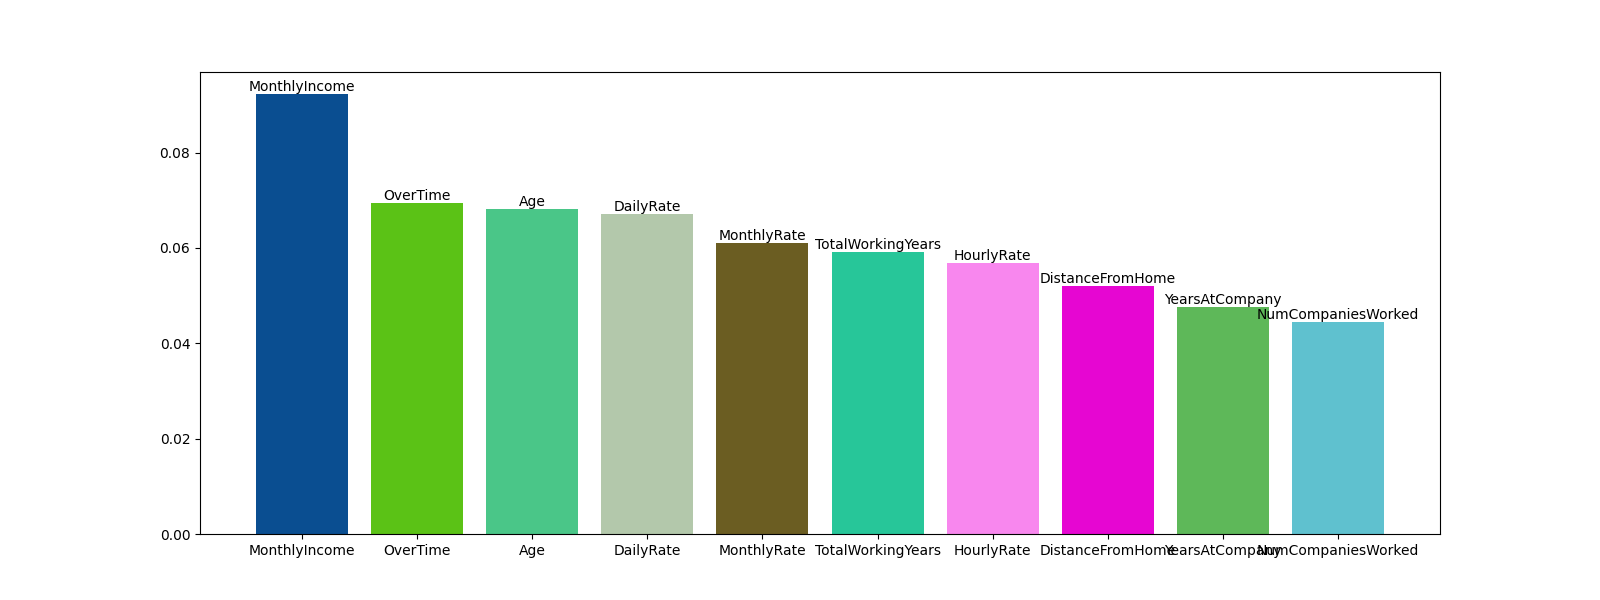 MonthlyIncome
0.08
OverTime
Age
DailyRate
MonthlyRate
TotalWorkingYears
0.06
HourlyRate
DistanceFromHome
YearsAtCompany
NumCompaniesWorked
0.04
0.02
0.00
MonthlyIncome OverTime Age DailyRate MonthlyRate TotalWorkingYears HourlyRate DistanceFromHome YearsAtCompany NumCompaniesWorked